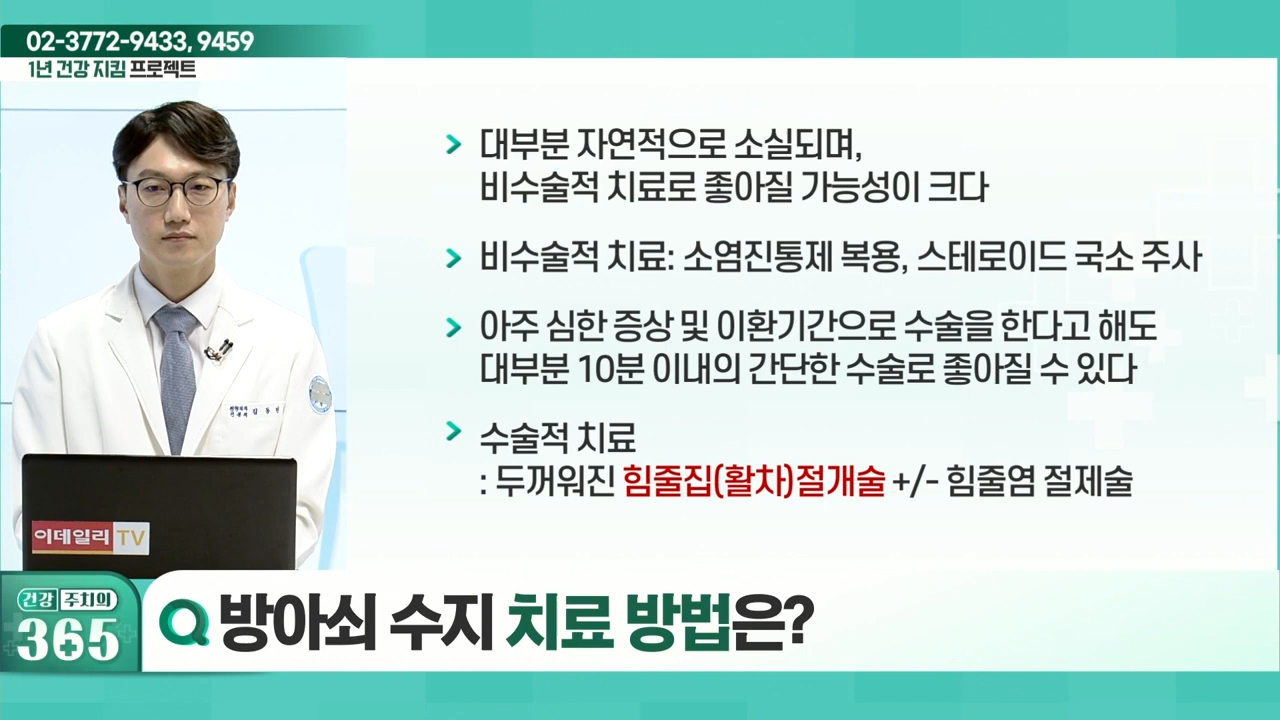 02-3772-9433, 9459
1년 건강 지킴 프로젝트
대부분 자연적으로 소실되며,
비수술적 치료로 좋아질 가능성이 크다
비수술적 치료: 소염진통제 복용, 스테로이드 국소 주사
아주 심한 증상 및 이환기간으로 수술을 한다고 해도
대부분 10분 이내의 간단한 수술로 좋아질 수 있다
수술적 치료
: 두꺼워진 힘줄집(활차)절개술 +/- 힘줄염 절제술
이데일리 TV
건강 주치의
365
Q 방아쇠 수지 치료 방법은?